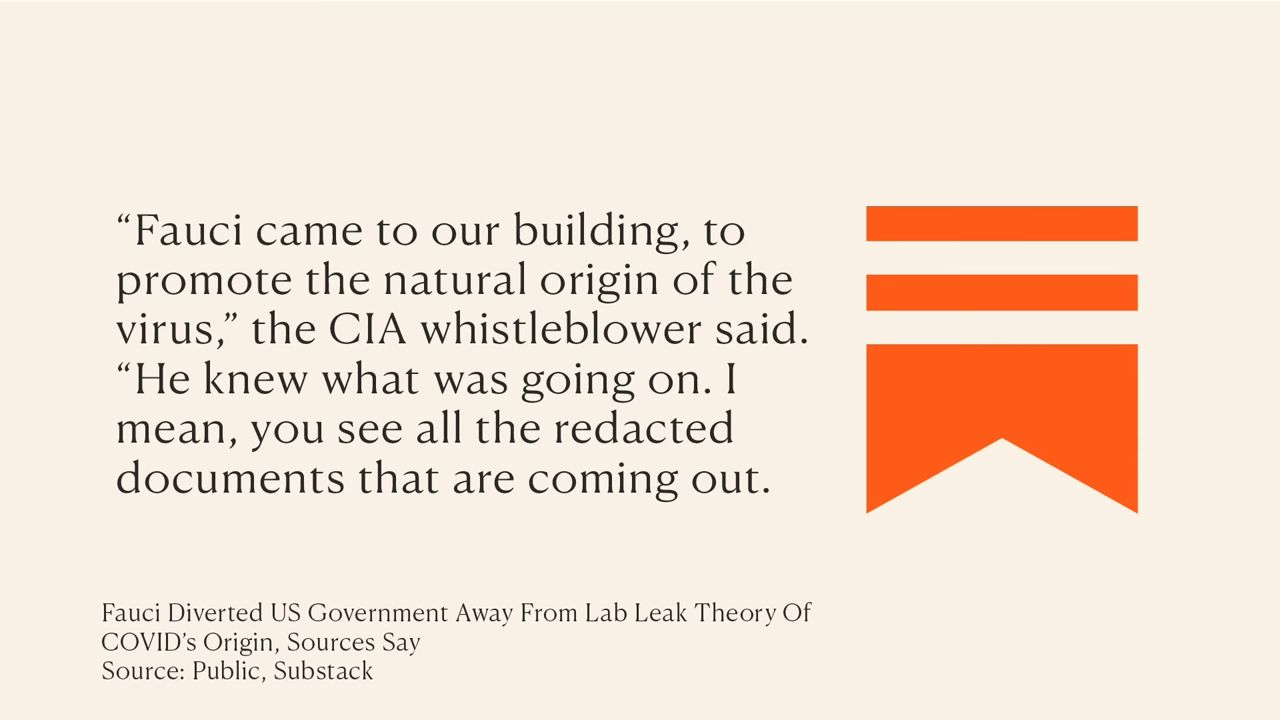 “Fauci came to our building, to
promote the natural origin of the
virus,” the CIA whistleblower said.
“He knew what was going on. I
mean, you see all the redacted
documents that are coming out.
Fauci Diverted US Government Away From Lab Leak Theory Of
COVID’s Origin, Sources Say
Source: Public, Substack